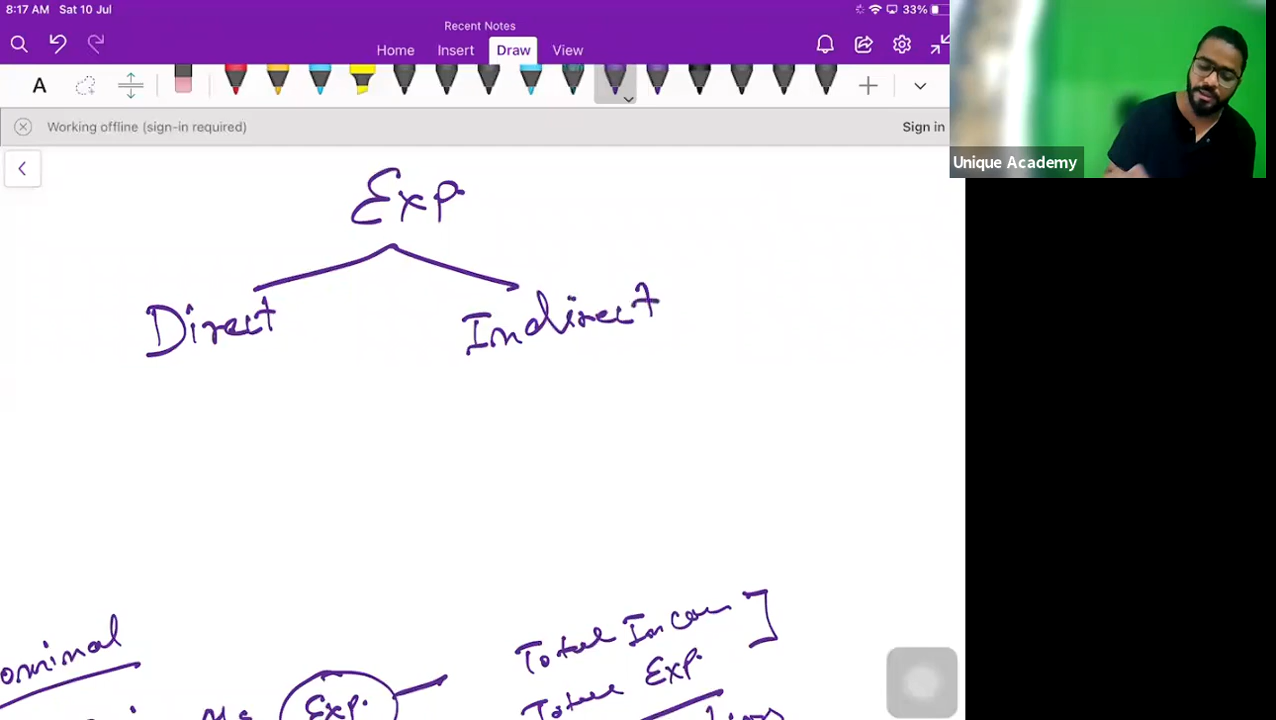 8:17 AM Sat 10 Jul
33%
Recent Notes
Home Insert Draw View
A
Working offline (sign-in required)
Sign in
Unique Academy
Exp.
Direct Indirect
ominal
Total Incom
Exp.
Total Exp.